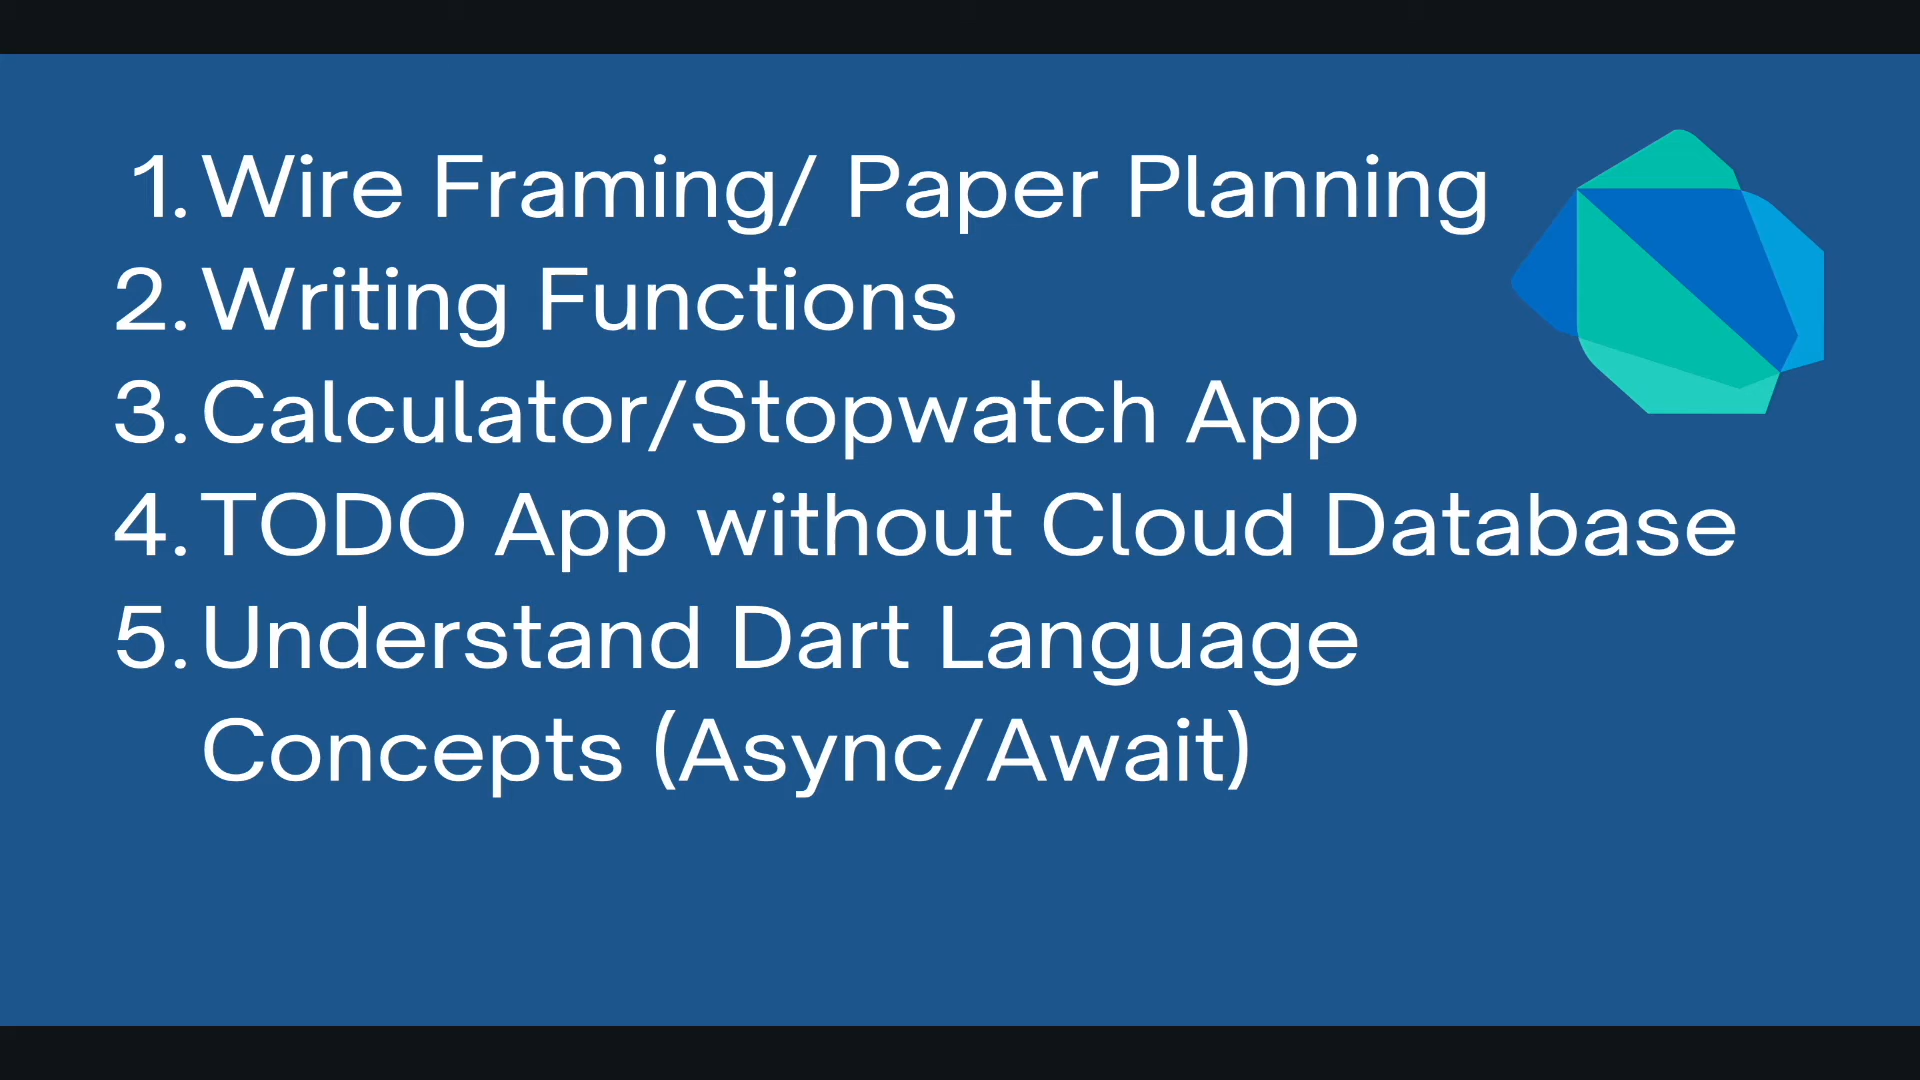 1. Wire Framing/ Paper Planning
2. Writing Functions
3. Calculator/Stopwatch App
4. TODO App without Cloud Database
5. Understand Dart Language
Concepts (Async/Await)